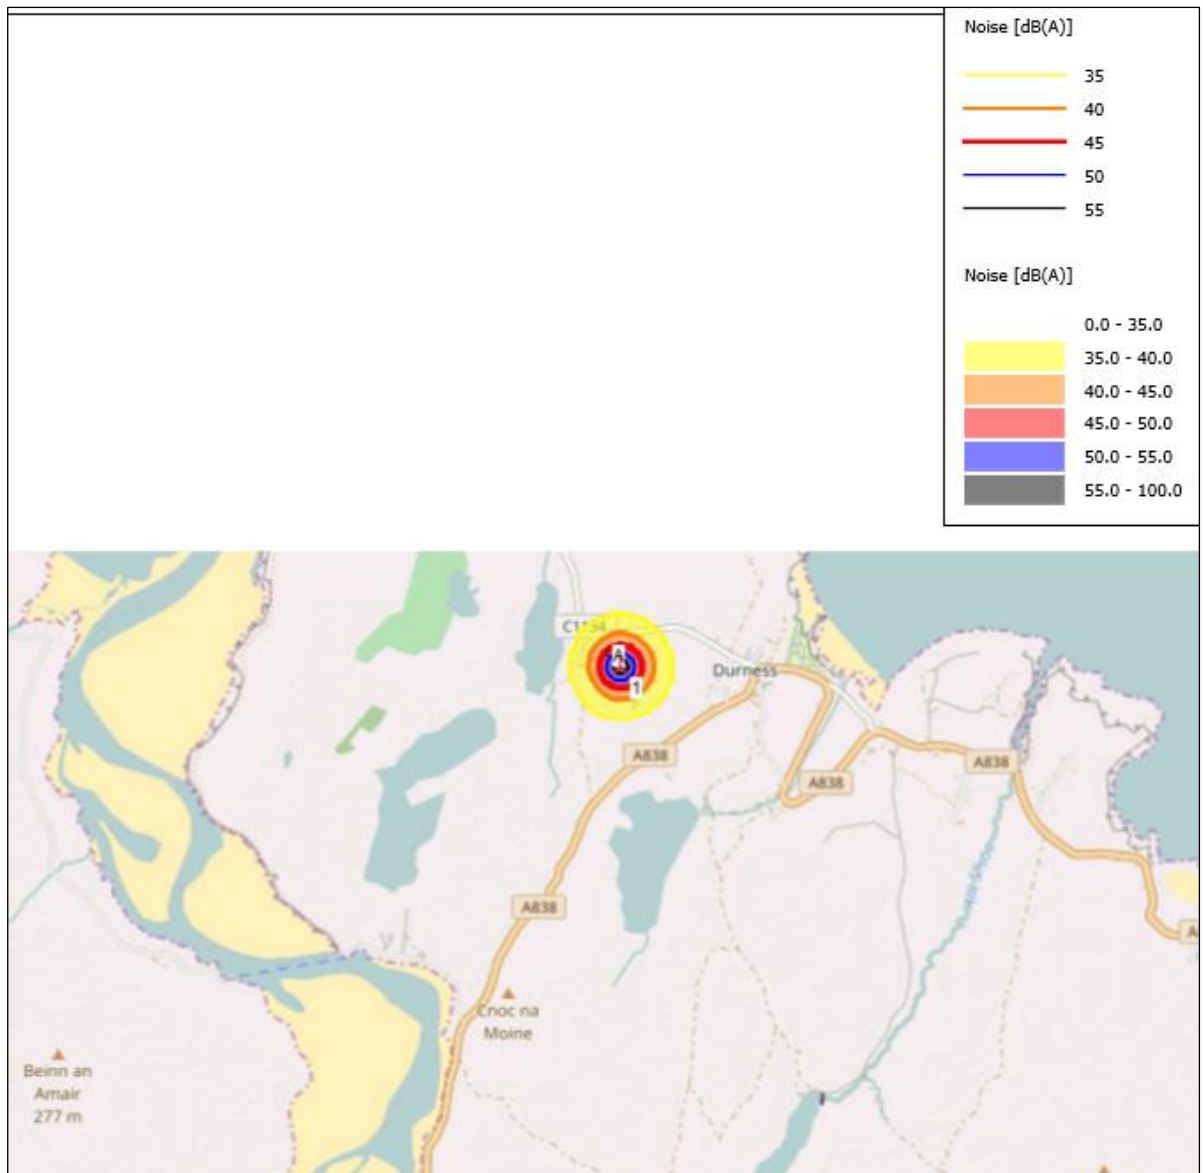 Noise [dB(A)]
35
40
45
50
55
Noise [dB(A)]
0.0 - 35.0
35.0 - 40.0
40.0 - 45.0
45.0 - 50.0
50.0 - 55.0
55.0 - 100.0
A
1
Durness
A838
A838
A838
A838
Cnoc na
Moine
Beinn an
Amair
277 m